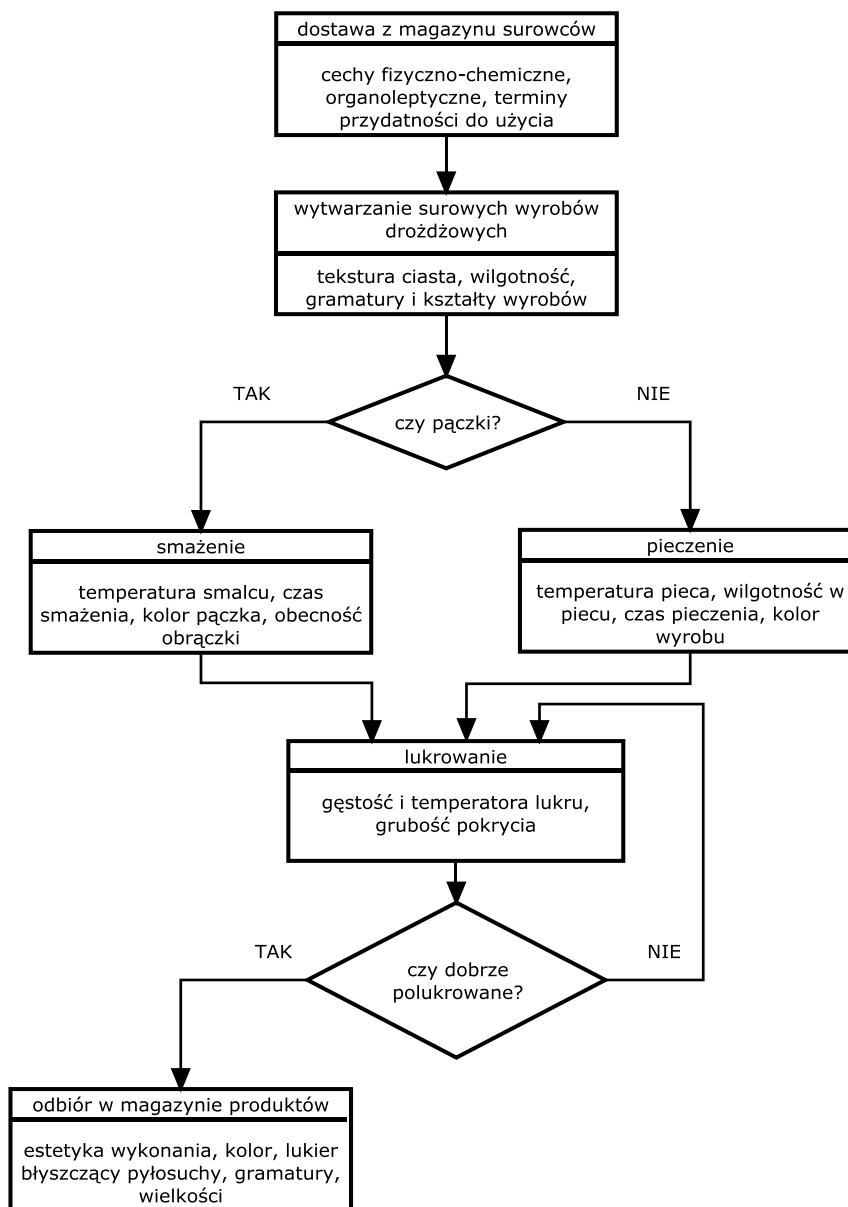 dostawa z magazynu surowców
cechy fizyczno-chemiczne,
organoleptyczne, terminy
przydatności do użycia
wytwarzanie surowych wyrobów
drożdżowych
tekstura ciasta, wilgotność,
gramatury i kształty wyrobów
TAK
NIE
czy pączki?
smażenie
temperatura smalcu, czas
smażenia, kolor pączka, obecność
obrączki
pieczenie
temperatura pieca, wilgotność w
piecu, czas pieczenia, kolor
wyrobu
lukrowanie
gęstość i temperatora lukru,
grubość pokrycia
TAK
NIE
czy dobrze
polukrowane?
odbiór w magazynie produktów
estetyka wykonania, kolor, lukier
błyszczący pyłosuchy, gramatury,
wielkości